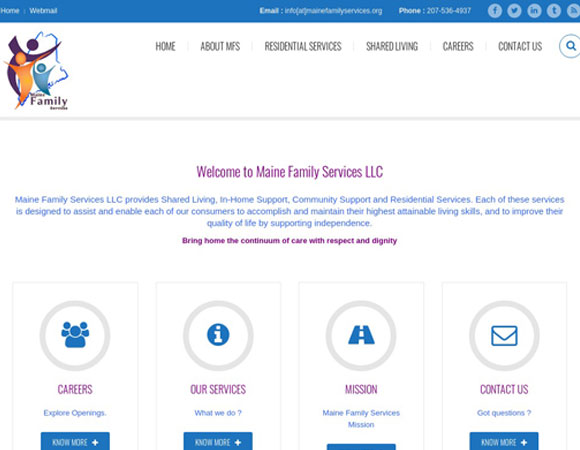 Home Webmail Email : info[at]mainefamilyservices.org Phone : 207-536-4937
Maine
Family
Services
HOME ABOUT MFS RESIDENTIAL SERVICES SHARED LIVING CAREERS CONTACT US
Welcome to Maine Family Services LLC
Maine Family Services LLC provides Shared Living, In-Home Support, Community Support and Residential Services. Each of these services
is designed to assist and enable each of our consumers to accomplish and maintain their highest attainable living skills, and to improve their
quality of life by supporting independence.
Bring home the continuum of care with respect and dignity
CAREERS
Explore Openings.
KNOW MORE +
OUR SERVICES
What we do ?
KNOW MORE +
MISSION
Maine Family Services
Mission
CONTACT US
Got questions ?
KNOW MORE +